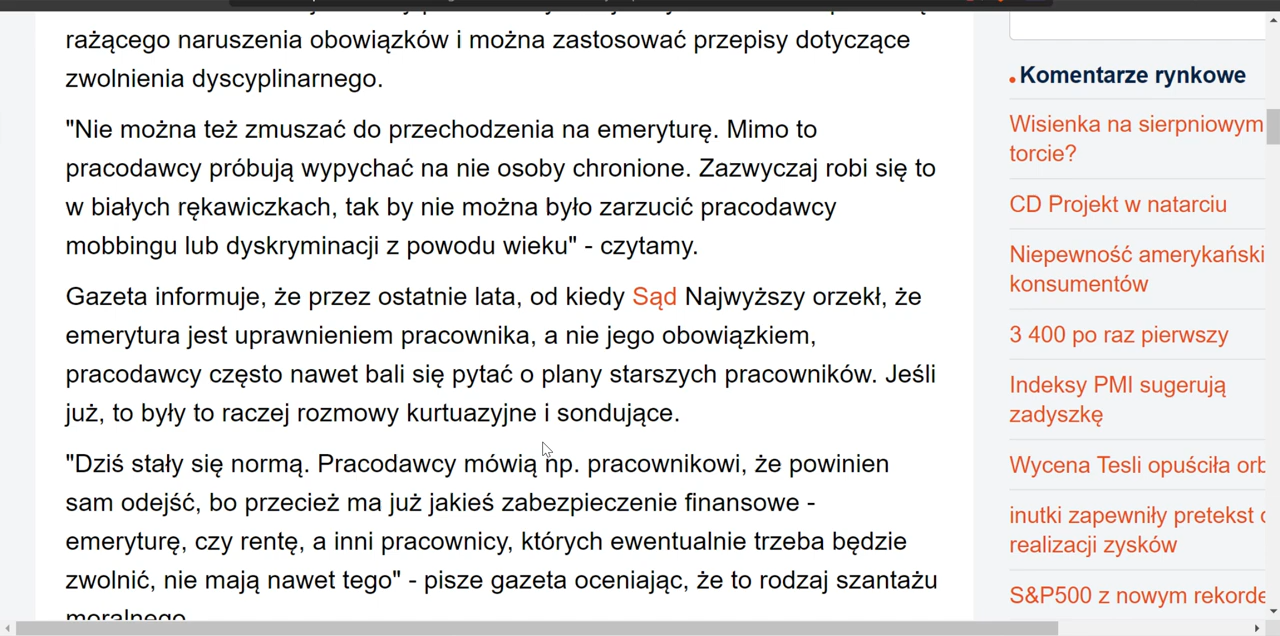 rażącego naruszenia obowiązków i można zastosować przepisy dotyczące
zwolnienia dyscyplinarnego.
"Nie można też zmuszać do przechodzenia na emeryturę. Mimo to
pracodawcy próbują wypychać na nie osoby chronione. Zazwyczaj robi się to
w białych rękawiczkach, tak by nie można było zarzucić pracodawcy
mobbingu lub dyskryminacji z powodu wieku" - czytamy.
Gazeta informuje, że przez ostatnie lata, od kiedy Sąd Najwyższy orzekł, że
emerytura jest uprawnieniem pracownika, a nie jego obowiązkiem,
pracodawcy często nawet bali się pytać o plany starszych pracowników. Jeśli
już, to były to raczej rozmowy kurtuazyjne i sondujące.
"Dziś stały się normą. Pracodawcy mówią np. pracownikowi, że powinien
sam odejść, bo przecież ma już jakieś zabezpieczenie finansowe -
emeryturę, czy rentę, a inni pracownicy, których ewentualnie trzeba będzie
zwolnić, nie mają nawet tego" - pisze gazeta oceniając, że to rodzaj szantażu
moralnego
Komentarze rynkowe
Wisienka na sierpniowym
torcie?
CD Projekt w natarciu
Niepewność amerykański
konsumentów
3 400 po raz pierwszy
Indeksy PMI sugerują
zadyszkę
Wycena Tesli opuściła orb
inutki zapewniły pretekst
realizacji zysków
S&P500 z nowym rekorde